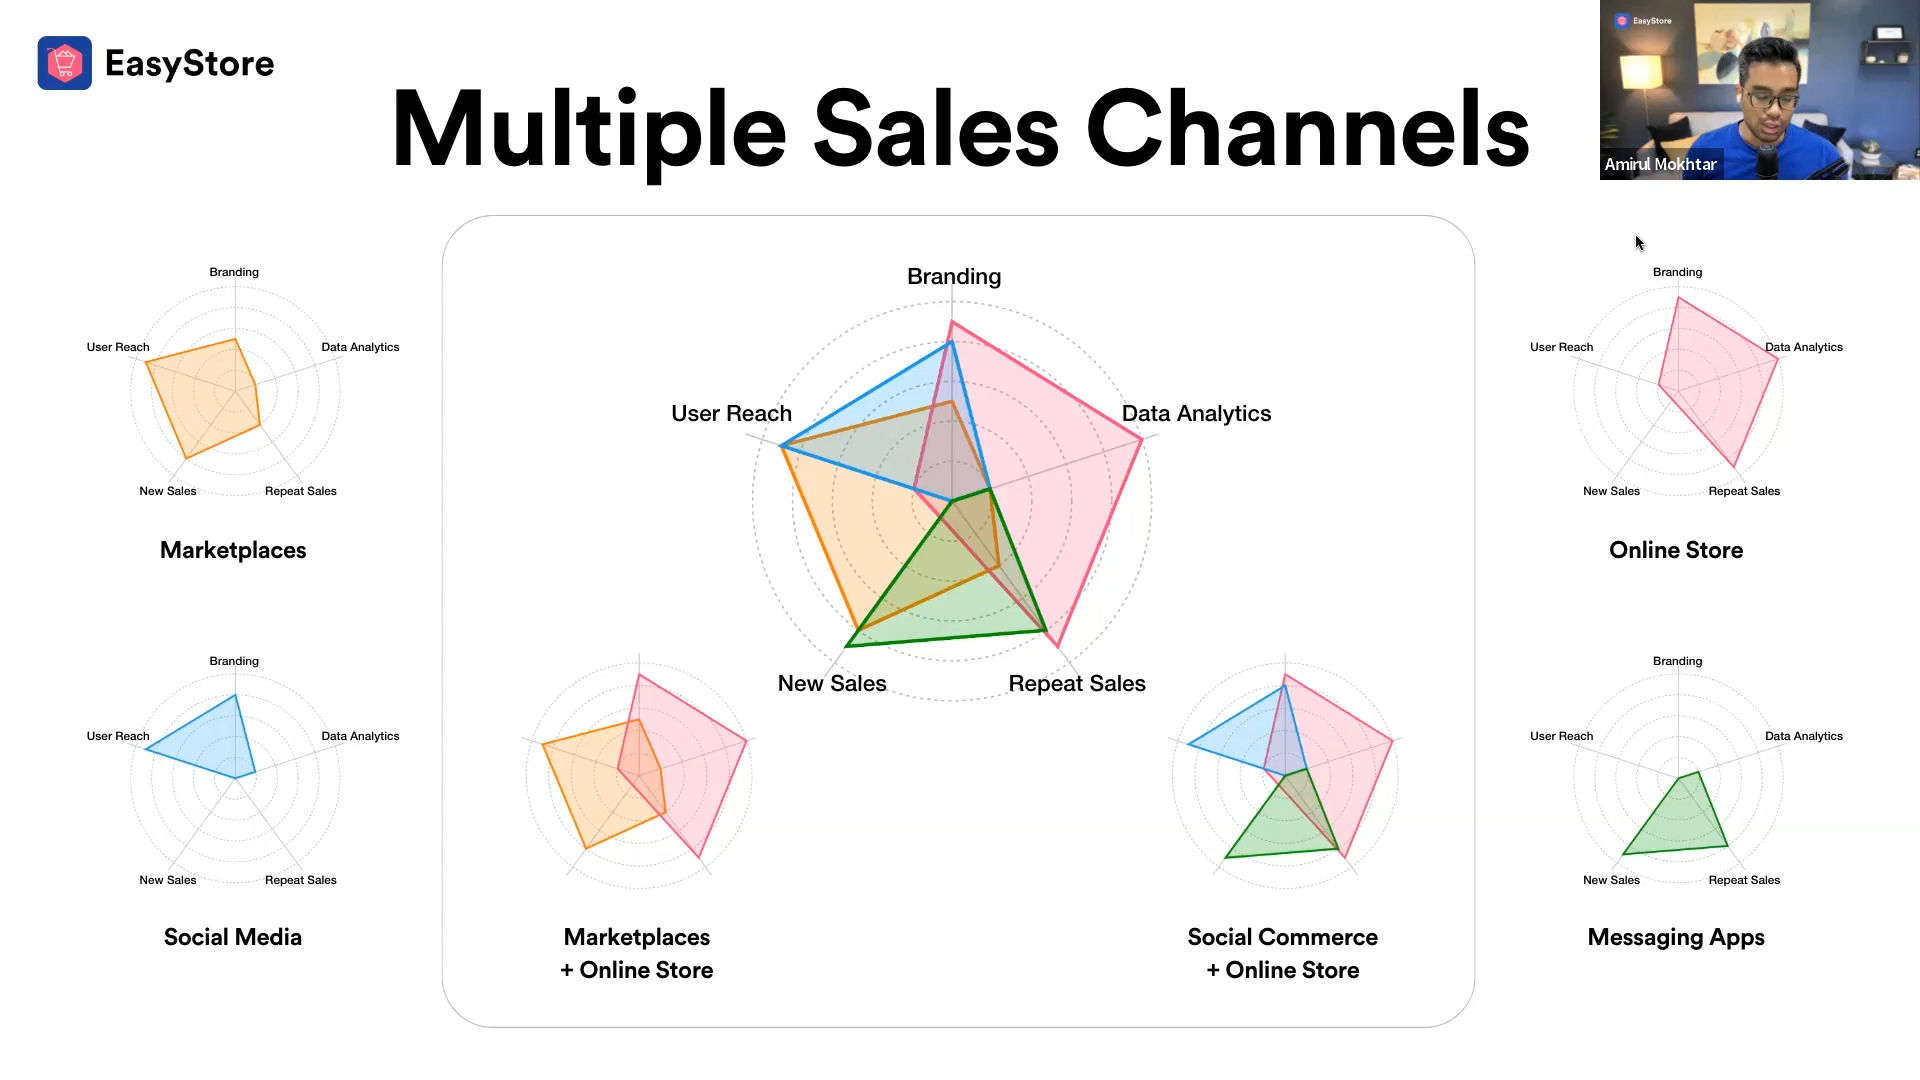 EasyStore
Multiple Sales Channels
EasyStore
Amirul Mokhtar
Branding
User Reach
Data Analytics
New Sales
Repeat Sales
Marketplaces
Branding
User Reach
Data Analytics
New Sales
Repeat Sales
Social Media
Branding
User Reach
Data Analytics
New Sales
Repeat Sales
Marketplaces
+ Online Store
Social Commerce
+ Online Store
Branding
User Reach
Data Analytics
New Sales
Repeat Sales
Online Store
Branding
User Reach
Data Analytics
New Sales
Repeat Sales
Messaging Apps